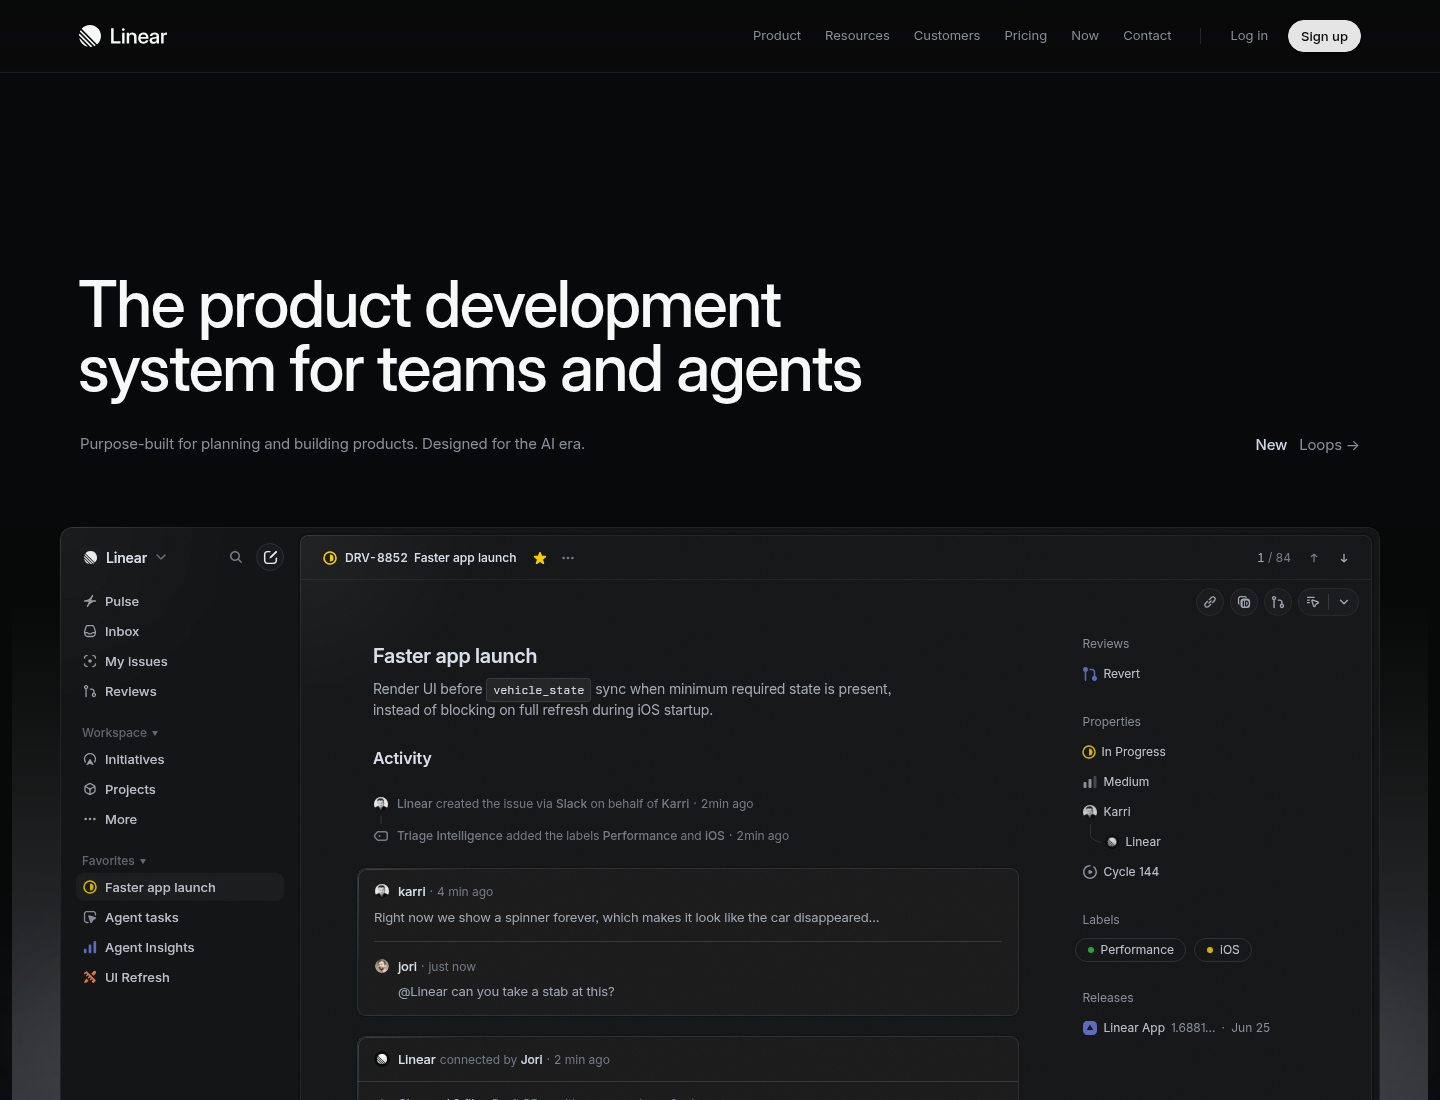 Linear
Product
Resources
Customers
Pricing
Now
Contact
Log in
Sign up
The product development
system for teams and agents
Purpose-built for planning and building products. Designed for the AI era.
New Loops →
Linear
Pulse
Inbox
My issues
Reviews
Workspace
Initiatives
Projects
More
Favorites
Faster app launch
Agent tasks
Agent Insights
UI Refresh
DRV-8852 Faster app launch
1 / 84
Faster app launch
Render UI before vehicle_state sync when minimum required state is present,
instead of blocking on full refresh during iOS startup.
Activity
Linear created the issue via Slack on behalf of Karri · 2min ago
Triage Intelligence added the labels Performance and iOS · 2min ago
karri · 4 min ago
Right now we show a spinner forever, which makes it look like the car disappeared...
jori · just now
@Linear can you take a stab at this?
Linear connected by Jori · 2 min ago
Reviews
Revert
Properties
In Progress
Medium
Karri
Linear
Cycle 144
Labels
Performance
iOS
Releases
Linear App 1.6881... · Jun 25